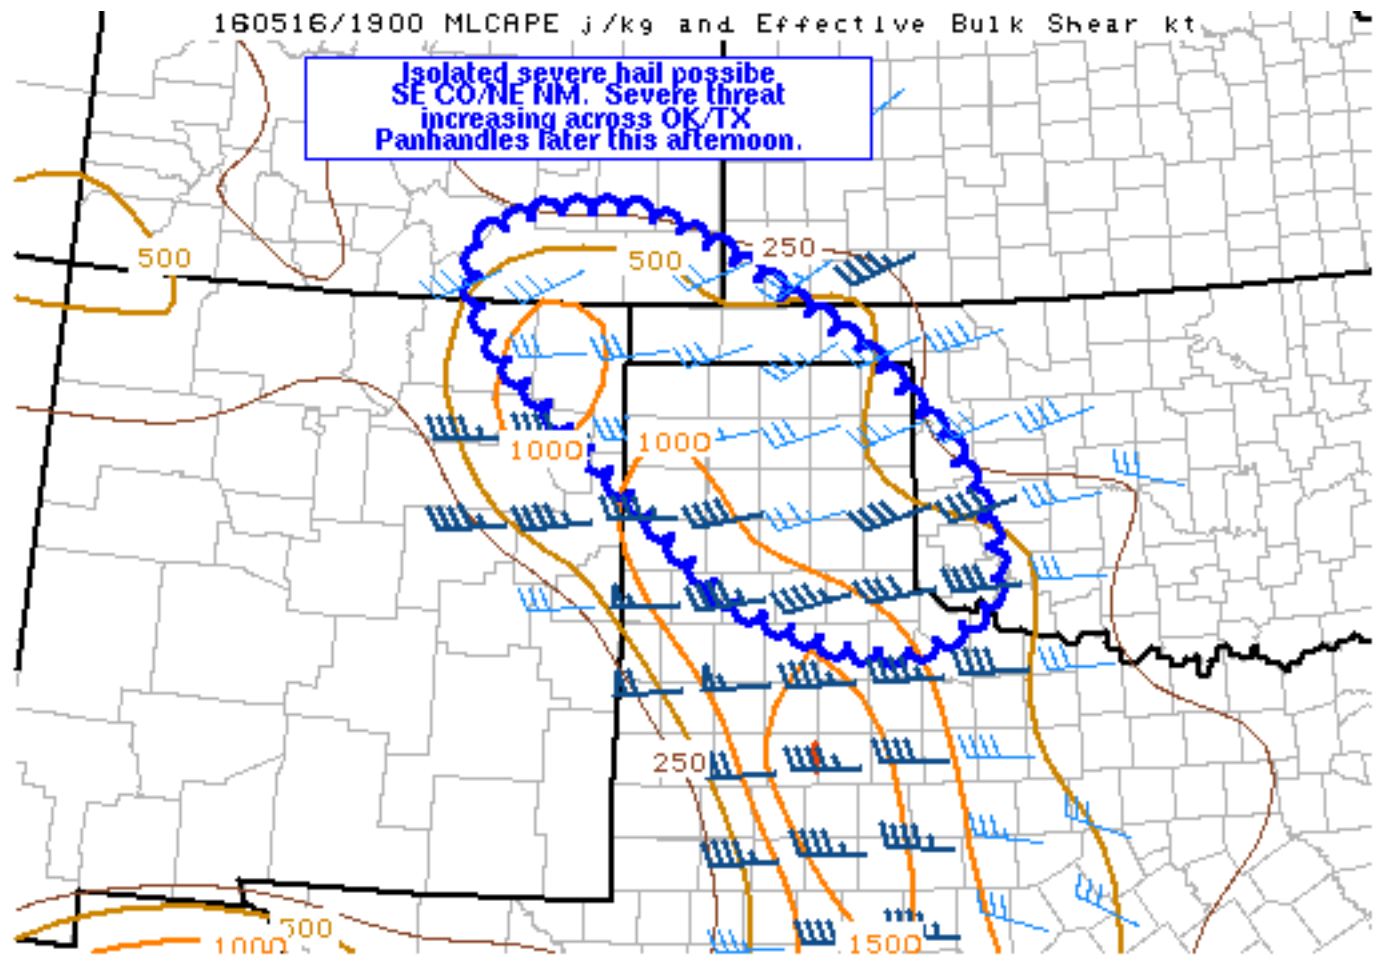 160516/1900 MLCAPE j/kg and Effective Bulk Shear kt
Isolated severe hail possibe
SE CO/NE NM. Severe threat
increasing across OK/TX
Panhandles later this afternoon.
250
500
500
1000
1000
250
500
1000
1500